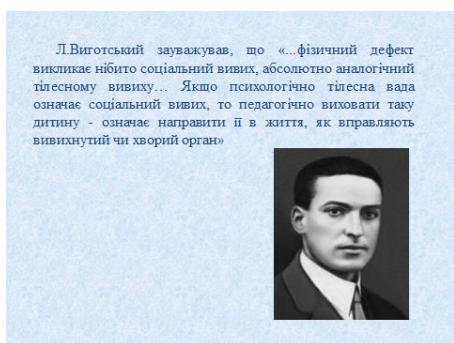 Л.Виготський зауважував, що «...фізичний дефект
викликає нібито соціальний вивих, абсолютно аналогічний
тілесному вивиху… Якщо психологічно тілесна вада
означає соціальний вивих, то педагогічно виховати таку
дитину - означає направити її в життя, як вправляють
вивихнутий чи хворий орган»